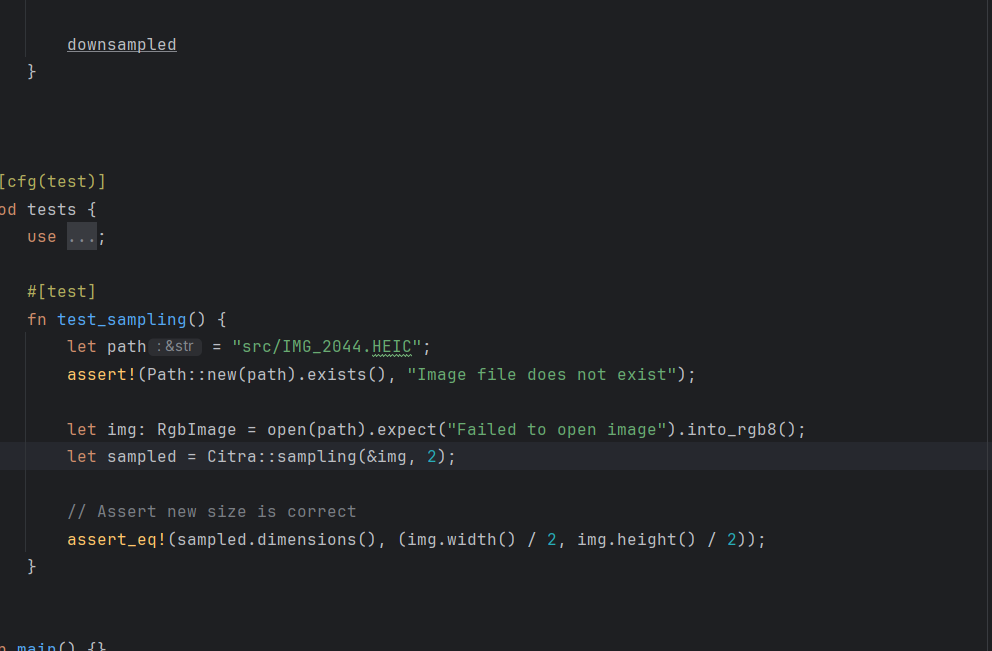 downsampled
}
[cfg(test)]
od tests {
use ...;
#[test]
fn test_sampling() {
let path : &str = "src/IMG_2044.HEIC";
assert!(Path::new(path).exists(), "Image file does not exist");
let img: RgbImage = open(path).expect("Failed to open image").into_rgb8();
let sampled = Citra::sampling(&img, 2);
// Assert new size is correct
assert_eq!(sampled.dimensions(), (img.width() / 2, img.height() / 2));
}
n main() {}